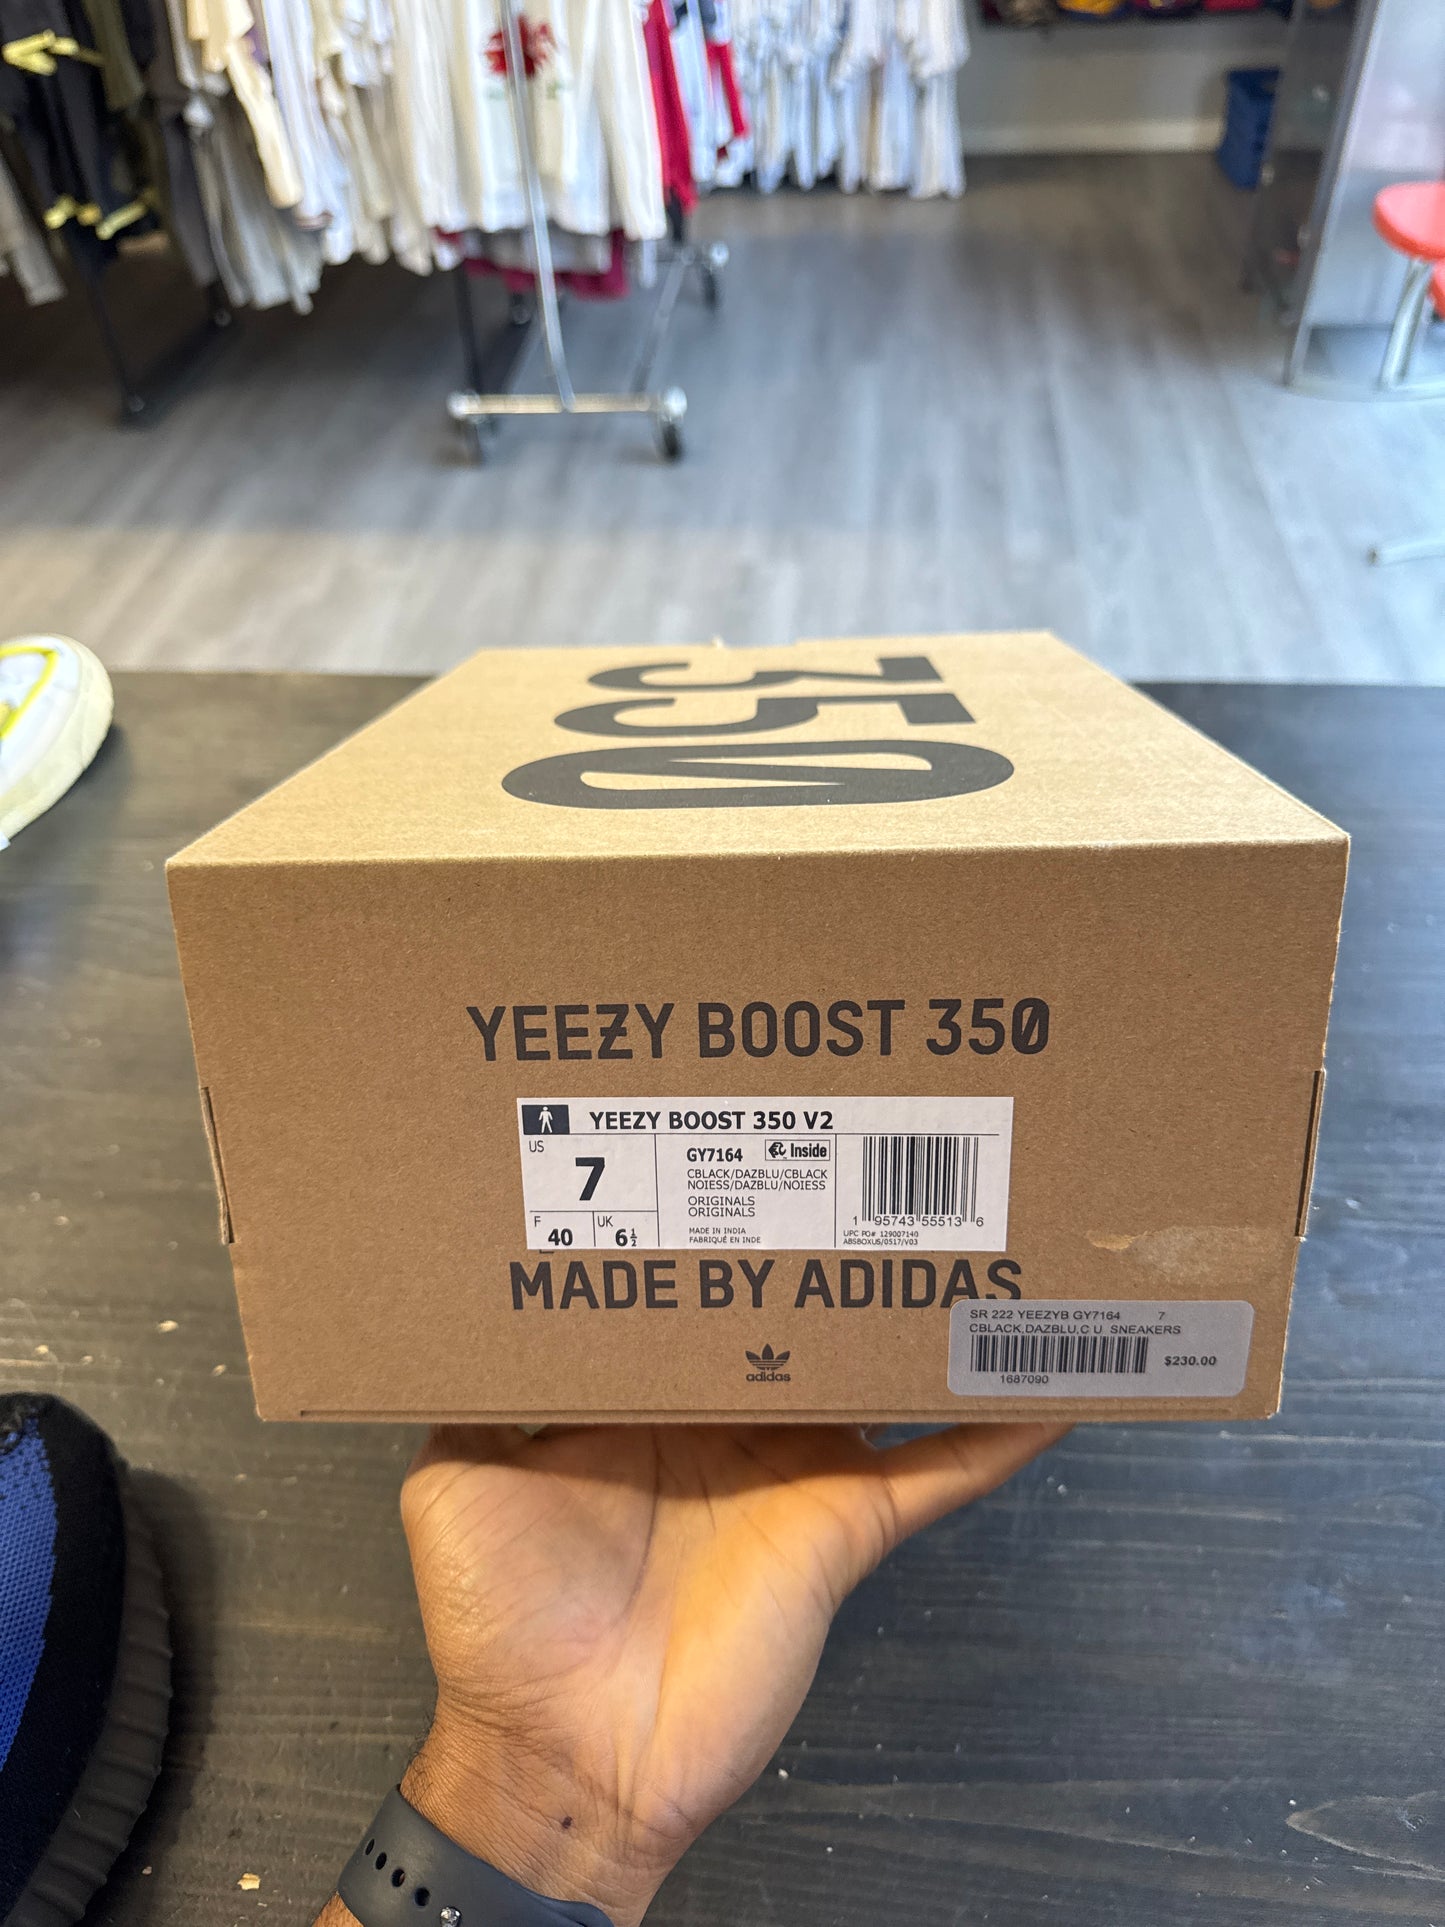 350
YEEZY BOOST 350
YEEZY BOOST 350 V2
US
7
F
40
UK
6½
GY7164
Inside
CBLACK/DAZBLU/CBLACK
NOIESS/DAZBLU/NOIESS
ORIGINALS
ORIGINALS
MADE IN INDIA
FABRIQUÉ EN INDE
1 95743 55513 6
UPC PO# 129007140
ABSBOXUS/0517/V03
MADE BY ADIDAS
adidas
SR 222 YEEZYB GY7164 7
CBLACK,DAZBLU,C U SNEAKERS
$230.00
1687090